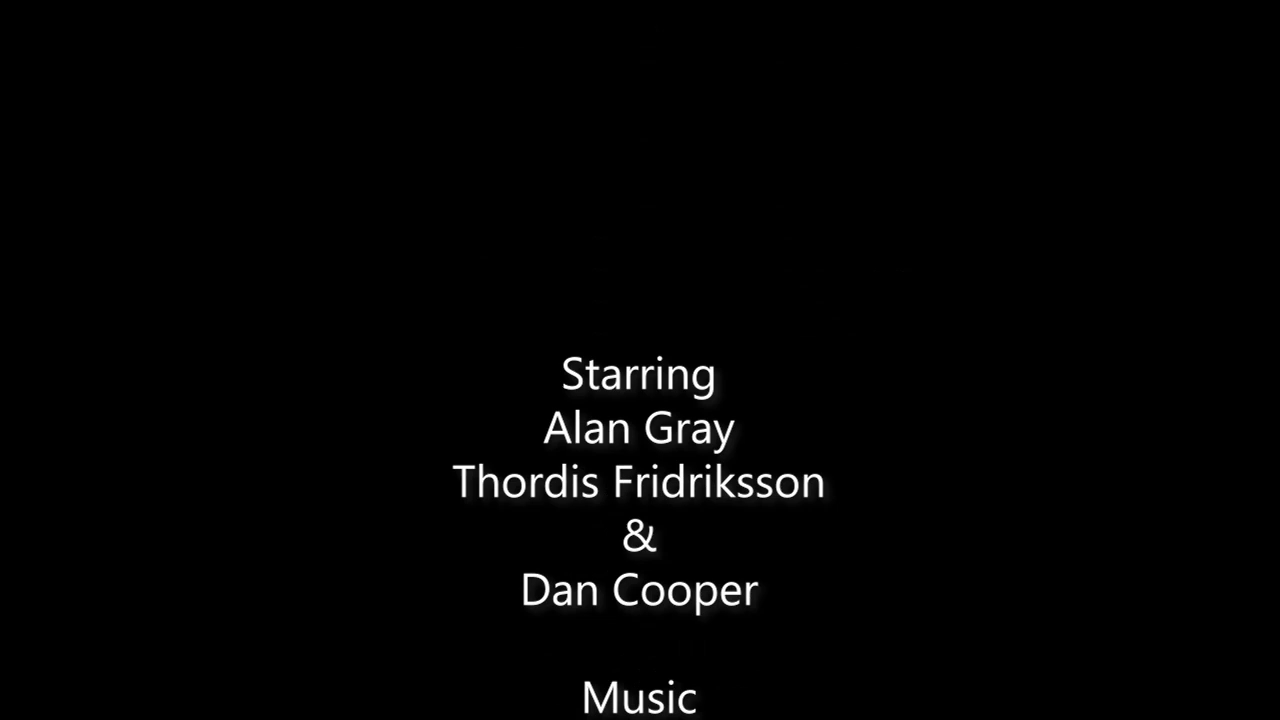 Starring
Alan Gray
Thordis Fridriksson
&
Dan Cooper
Music